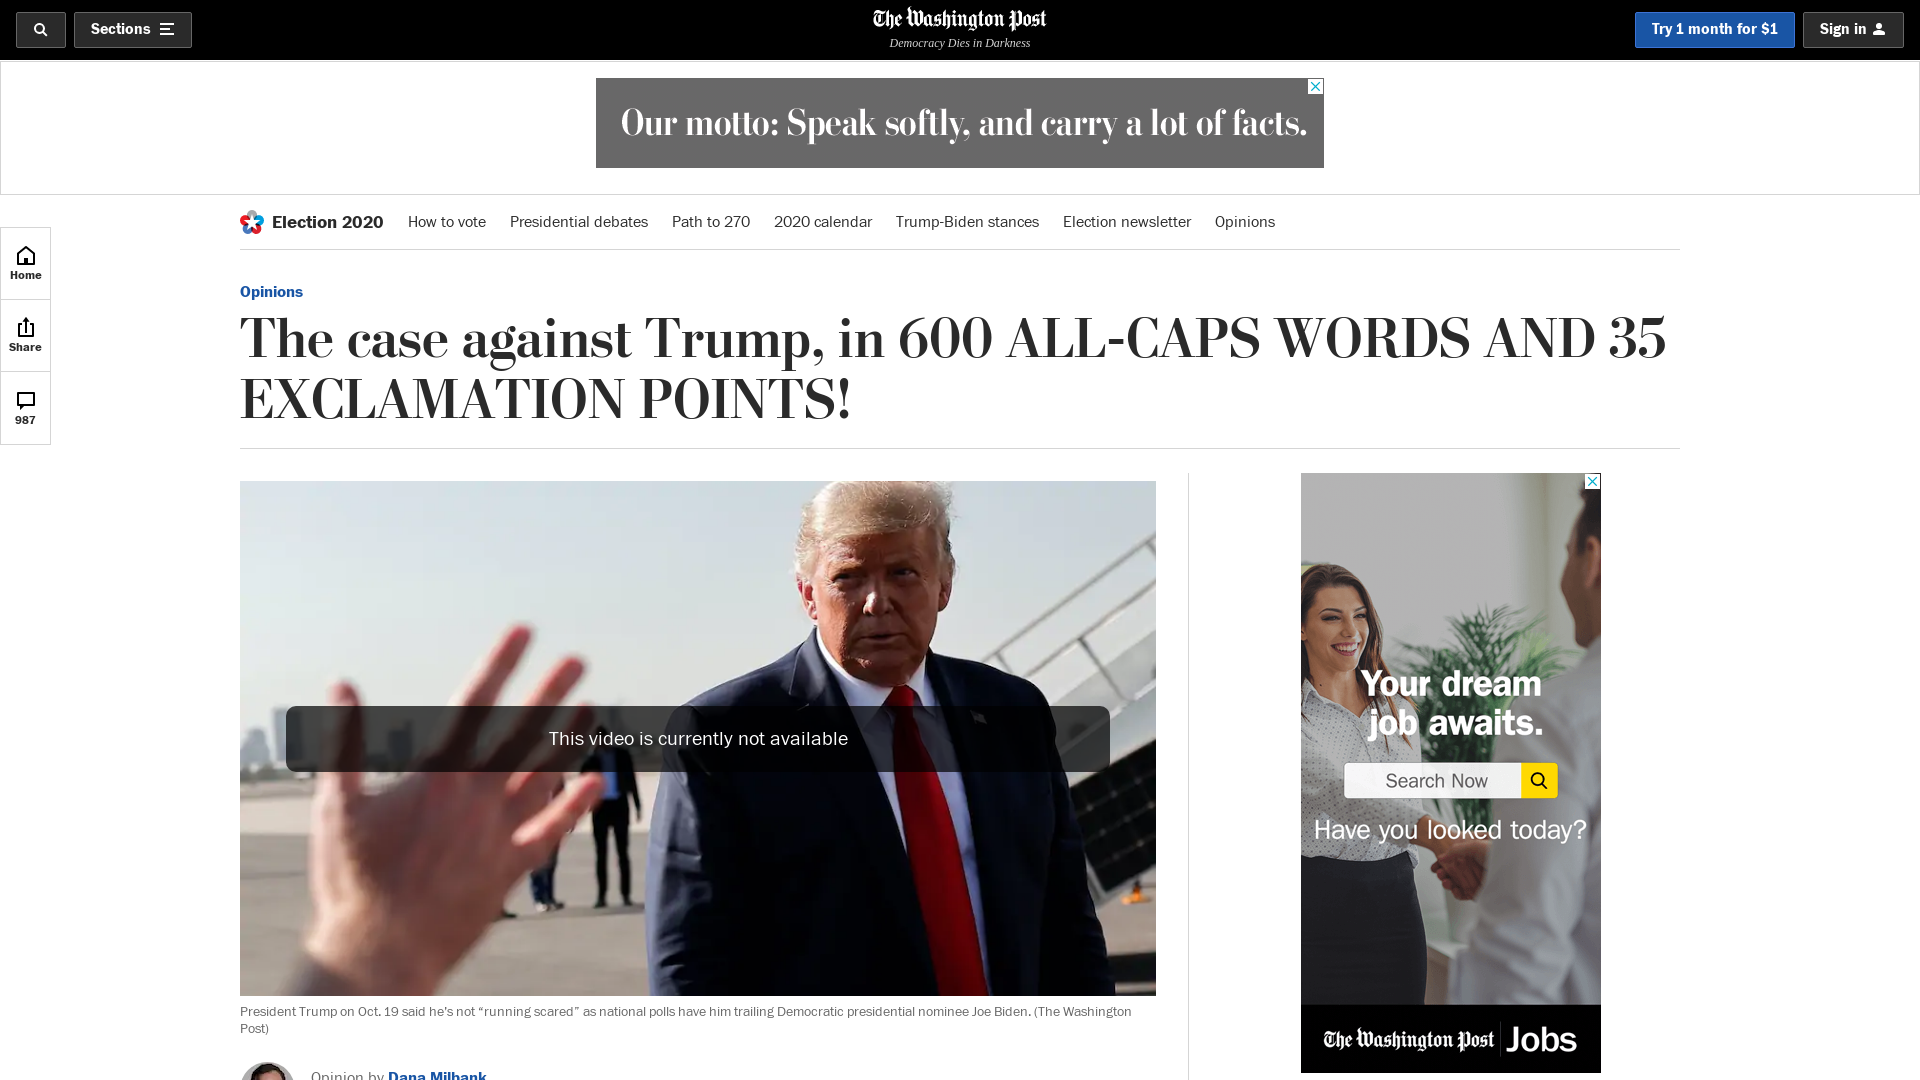 Sections
The Washington Post
Democracy Dies in Darkness
Try 1 month for $1
Sign in
Our motto: Speak softly, and carry a lot of facts.
Election 2020
How to vote
Presidential debates
Path to 270
2020 calendar
Trump-Biden stances
Election newsletter
Opinions
Home
Share
987
Opinions
The case against Trump, in 600 ALL-CAPS WORDS AND 35
EXCLAMATION POINTS!
This video is currently not available
President Trump on Oct. 19 said he’s not “running scared” as national polls have him trailing Democratic presidential nominee Joe Biden. (The Washington
Post)
Opinion by Dana Milbank
Your dream
job awaits.
Search Now
Have you looked today?
The Washington Post Jobs